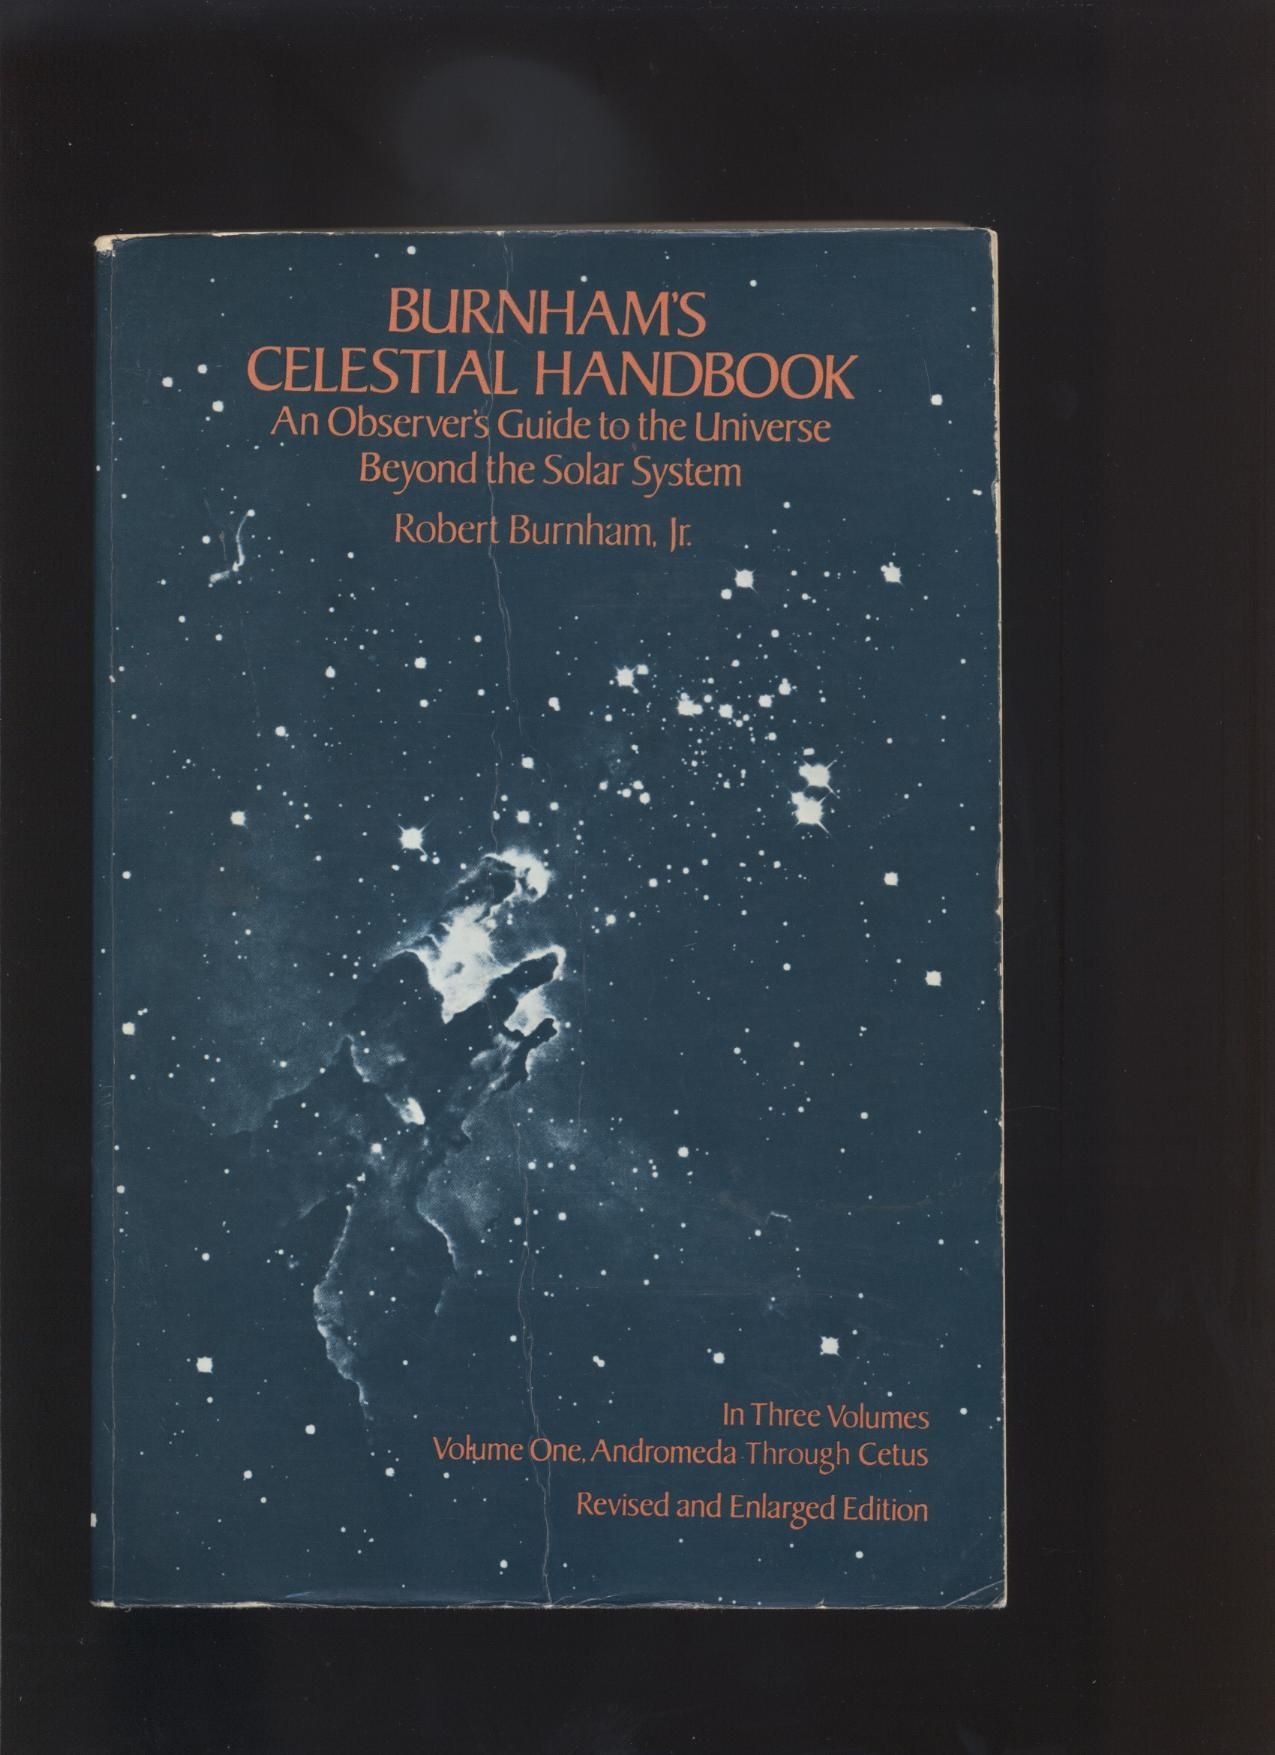 BURNHAM'S
CELESTIAL HANDBOOK
An Observer's Guide to the Universe
Beyond the Solar System
Robert Burnham, Jr.
In Three Volumes
Volume One, Andromeda Through Cetus
Revised and Enlarged Edition